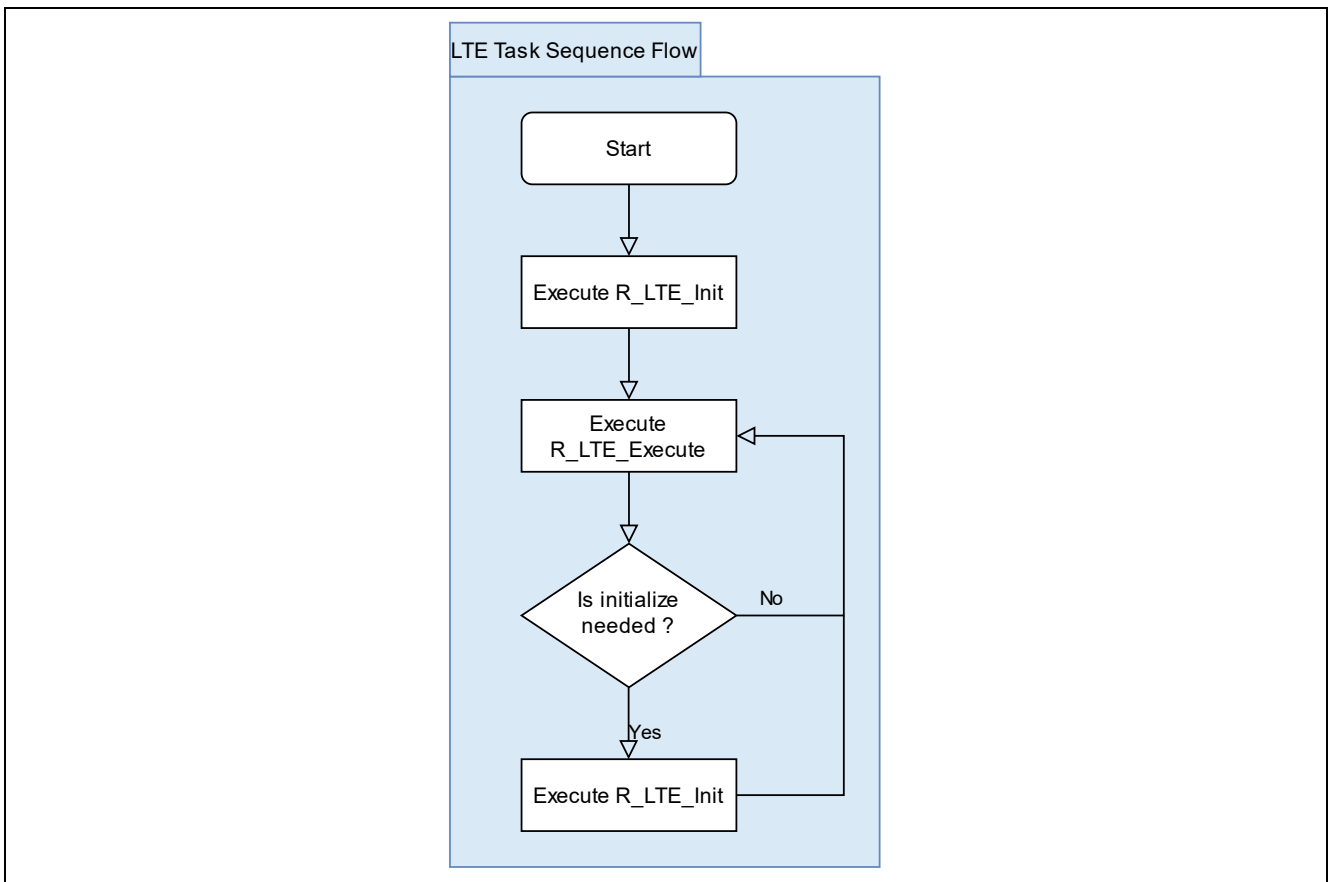 LTE Task Sequence Flow
Start
Execute R_LTE_Init
Execute
R_LTE_Execute
Is initialize
needed ?
No
Yes
Execute R_LTE_Init